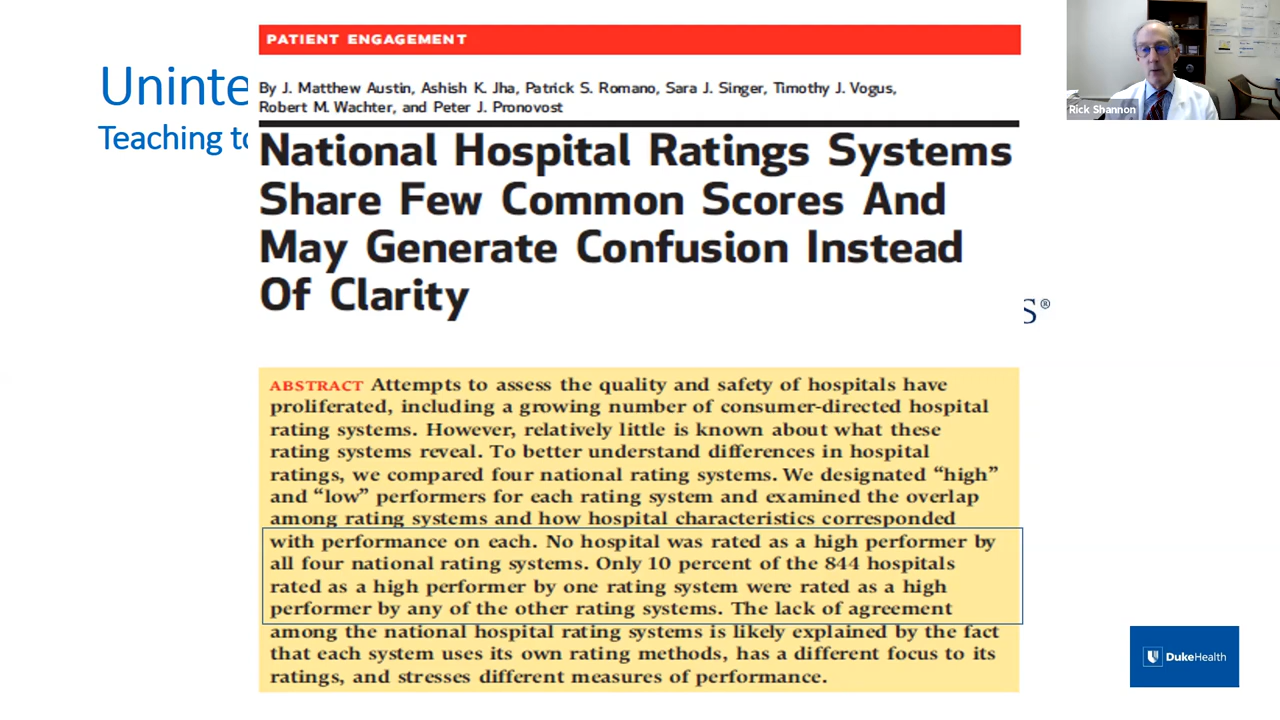 PATIENT ENGAGEMENT
Rick Shannon
Uninte
Teaching to
By J. Matthew Austin, Ashish K. Jha, Patrick S. Romano, Sara J. Singer, Timothy J. Vogus,
Robert M. Wachter, and Peter J. Pronovost
National Hospital Ratings Systems
Share Few Common Scores And
May Generate Confusion Instead
Of Clarity
S®
ABSTRACT Attempts to assess the quality and safety of hospitals have
proliferated, including a growing number of consumer-directed hospital
rating systems. However, relatively little is known about what these
rating systems reveal. To better understand differences in hospital
ratings, we compared four national rating systems. We designated “high”
and “low” performers for each rating system and examined the overlap
among rating systems and how hospital characteristics corresponded
with performance on each. No hospital was rated as a high performer by
all four national rating systems. Only 10 percent of the 844 hospitals
rated as a high performer by one rating system were rated as a high
performer by any of the other rating systems. The lack of agreement
among the national hospital rating systems is likely explained by the fact
that each system uses its own rating methods, has a different focus to its
ratings, and stresses different measures of performance.
DukeHealth